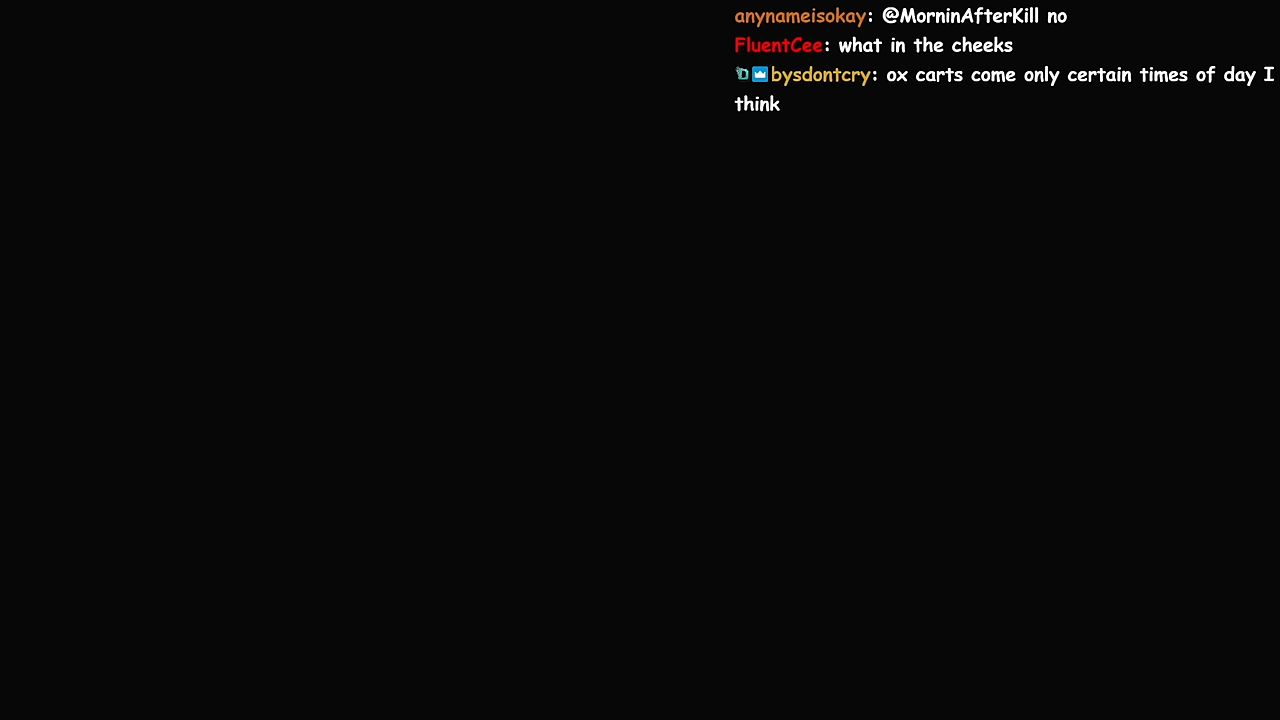 anynameisokay: @MorninAfterKill no
FluentCee: what in the cheeks
bysdontcry: ox carts come only certain times of day I
think